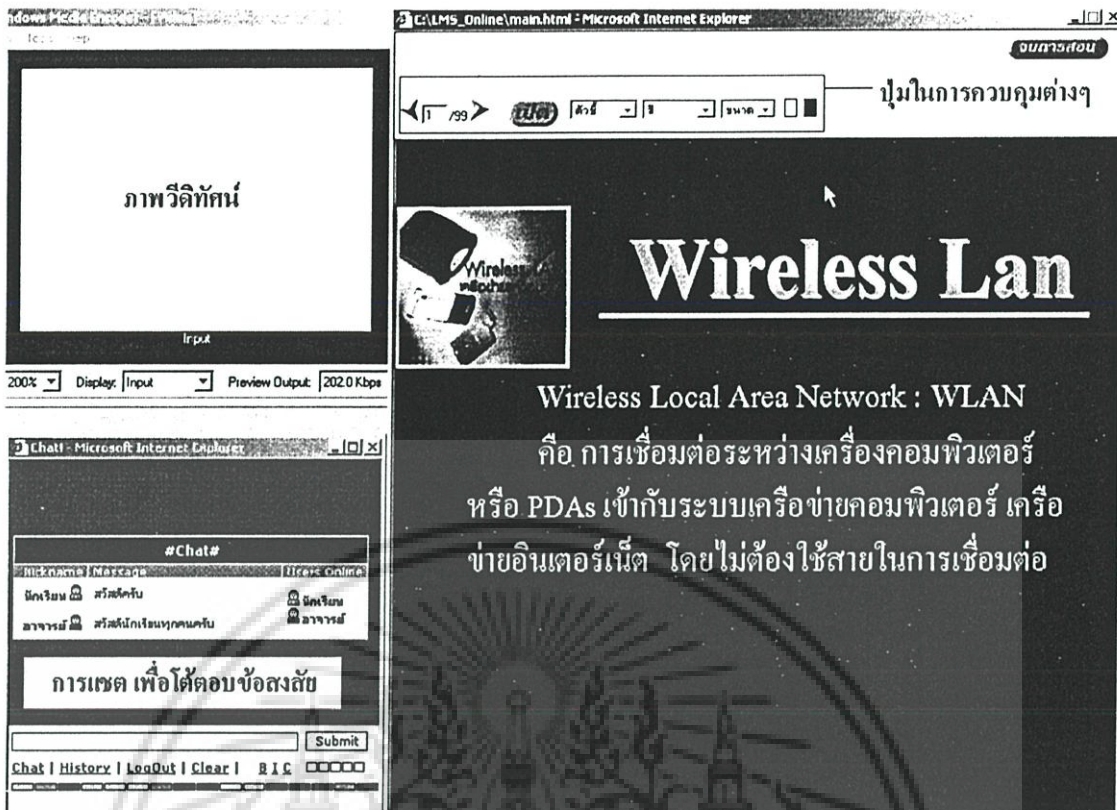 ภาพวีดิทัศน์
Input
200% Display: Input Preview Output: 202.0 Kbps
Chat! - Microsoft Internet Explorer
#Chat#
Nickname Message Users Online
นักเรียน สวัสดีครับ นักเรียน
อาจารย์ สวัสดีนักเรียนทุกคนครับ อาจารย์
การแชต เพื่อโต้ตอบข้อสงสัย
Submit
Chat | History | LogOut | Clear | B I C
C:\LMS_Online\main.html - Microsoft Internet Explorer
จบการสอน
1 /99 เปิด ตัวชี้ สี ขนาด
ปุ่มในการควบคุมต่างๆ
Wireless Lan
Wireless Local Area Network : WLAN
คือ การเชื่อมต่อระหว่างเครื่องคอมพิวเตอร์
หรือ PDAs เข้ากับระบบเครือข่ายคอมพิวเตอร์ เครือ
ข่ายอินเตอร์เน็ต โดยไม่ต้องใช้สายในการเชื่อมต่อ